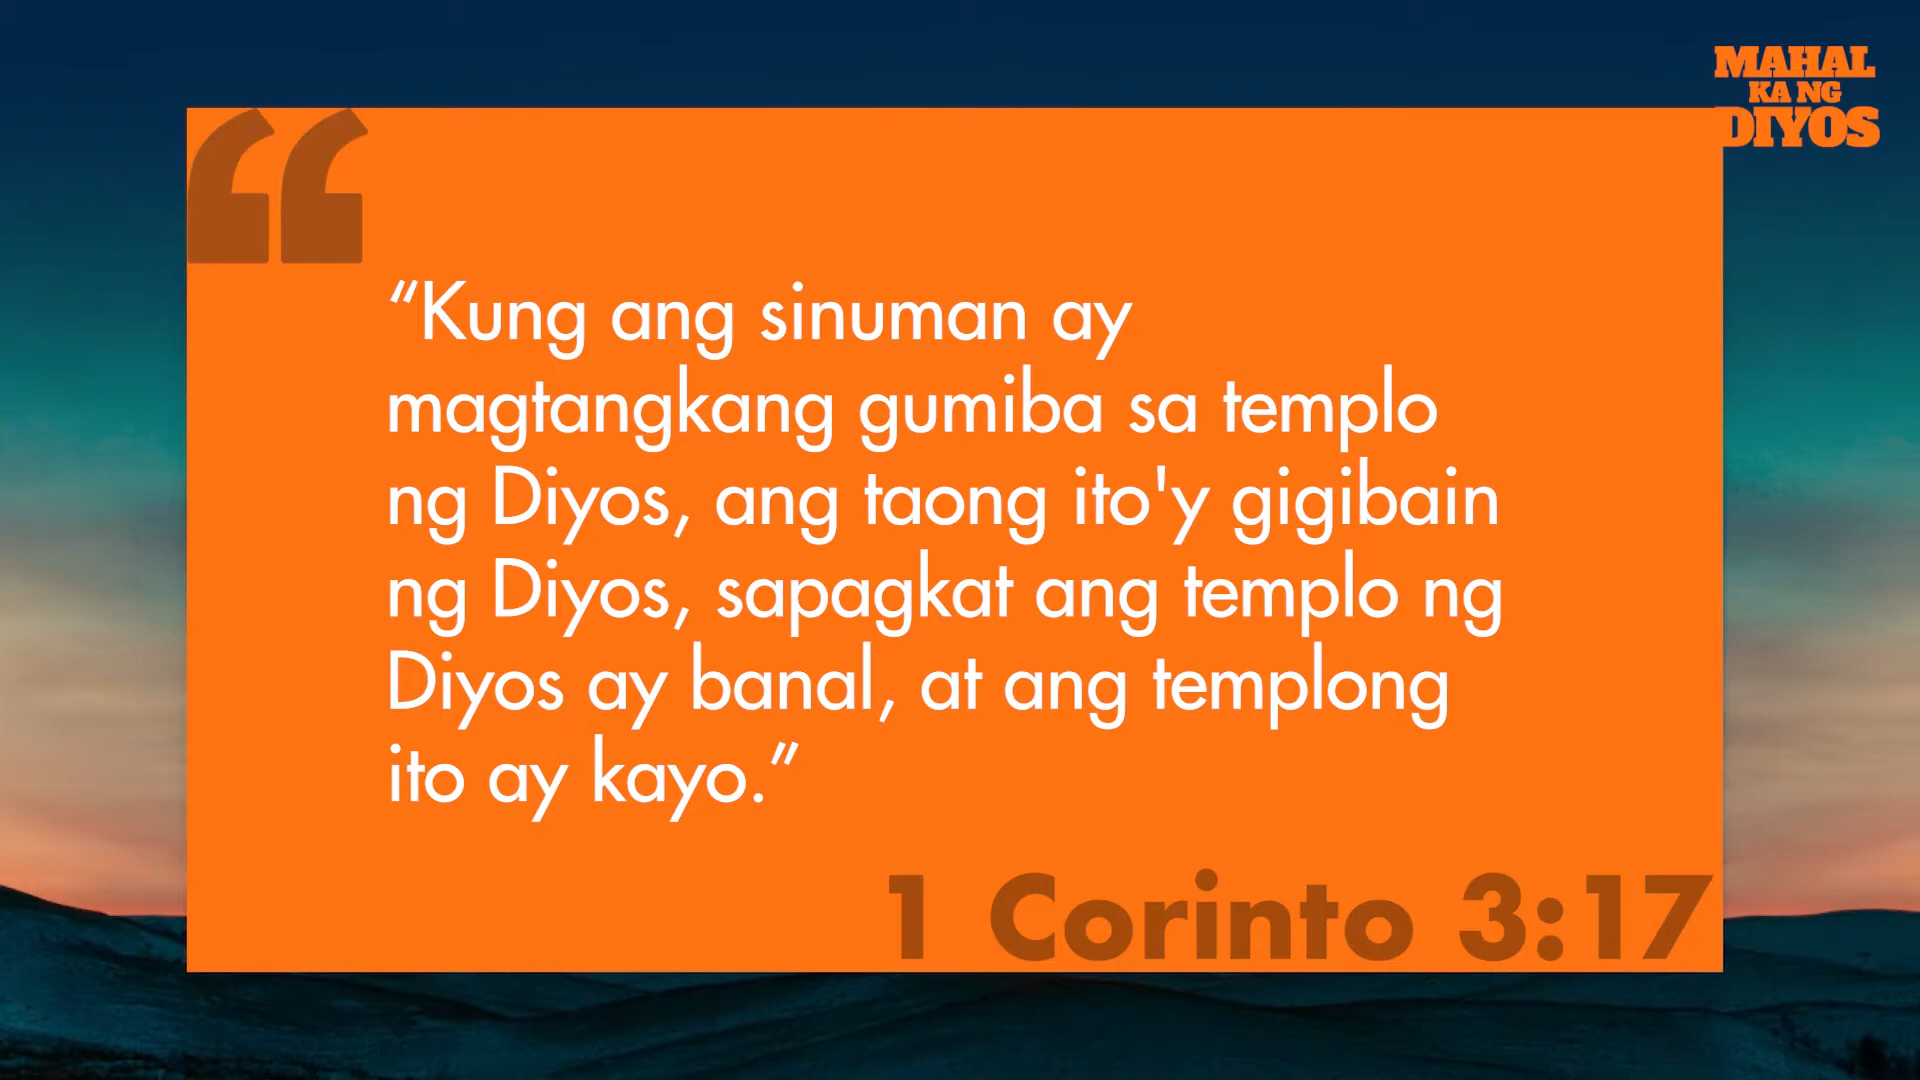 MAHAL
KA NG
DIYOS
“Kung ang sinuman ay
magtangkang gumiba sa templo
ng Diyos, ang taong ito'y gigibain
ng Diyos, sapagkat ang templo ng
Diyos ay banal, at ang templong
ito ay kayo.”
1 Corinto 3:17